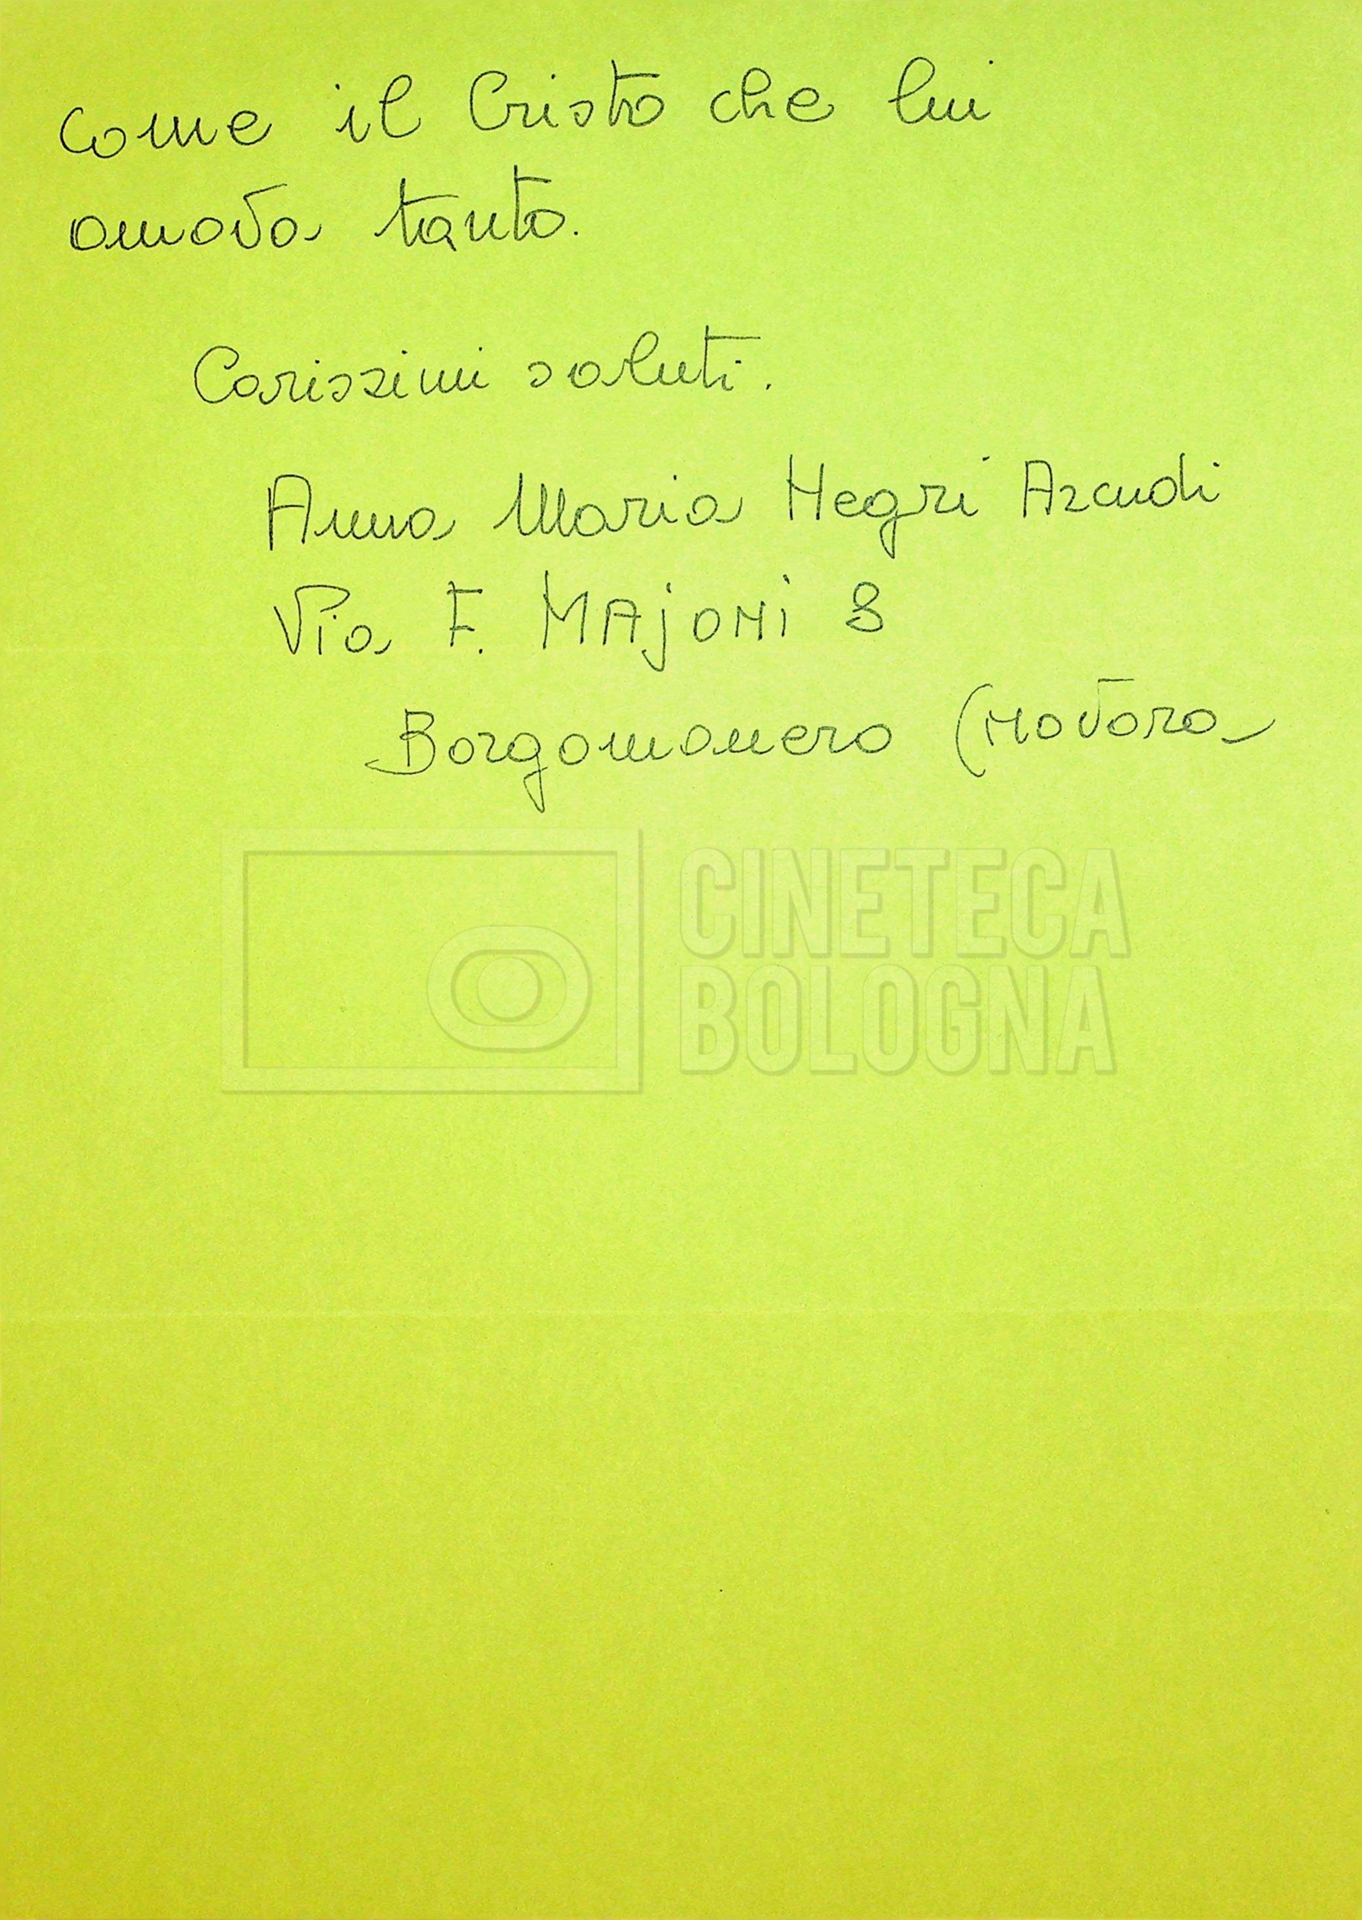 come il Cristo che lui
amava tanto.
Carissimi saluti.
Anna Maria Negri
Via F. MAJONI 8
Borgomanero (Novara
CINETECA
BOLOGNA